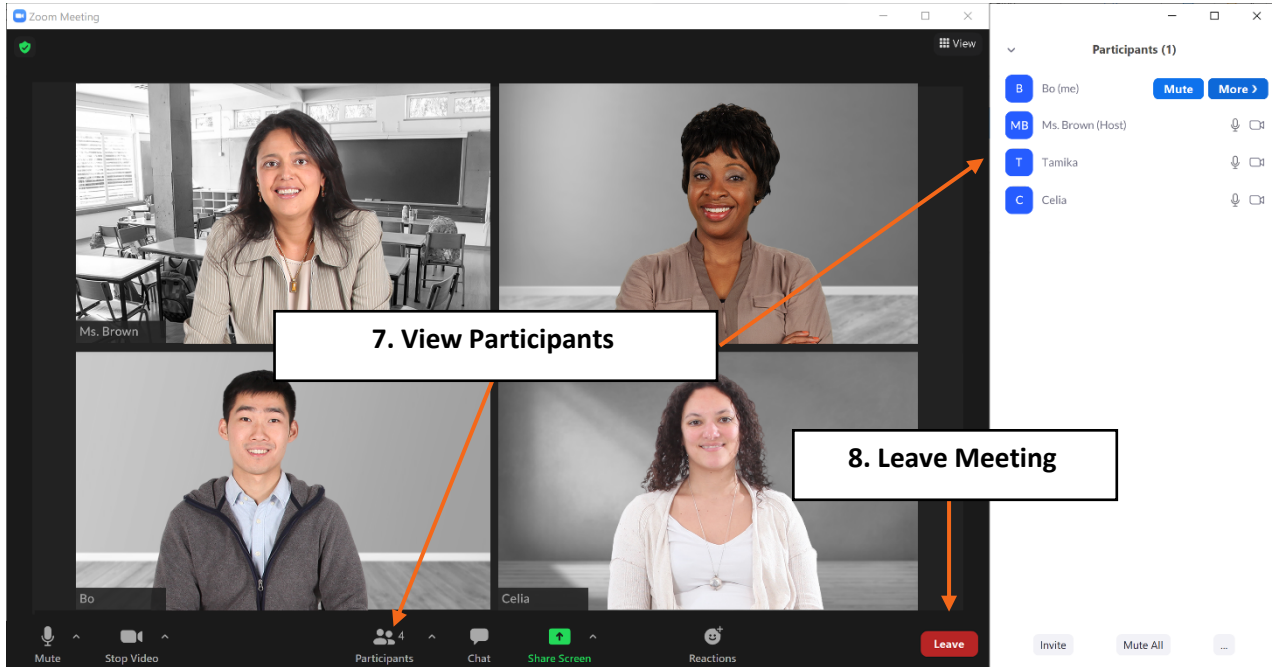 Zoom Meeting
View
Participants (1)
B Bo (me) Mute More
MB Ms. Brown (Host)
T Tamika
C Celia
Ms. Brown
7. View Participants
8. Leave Meeting
Bo
Celia
4
Mute Stop Video Participants Chat Share Screen Reactions Leave
Invite Mute All ...